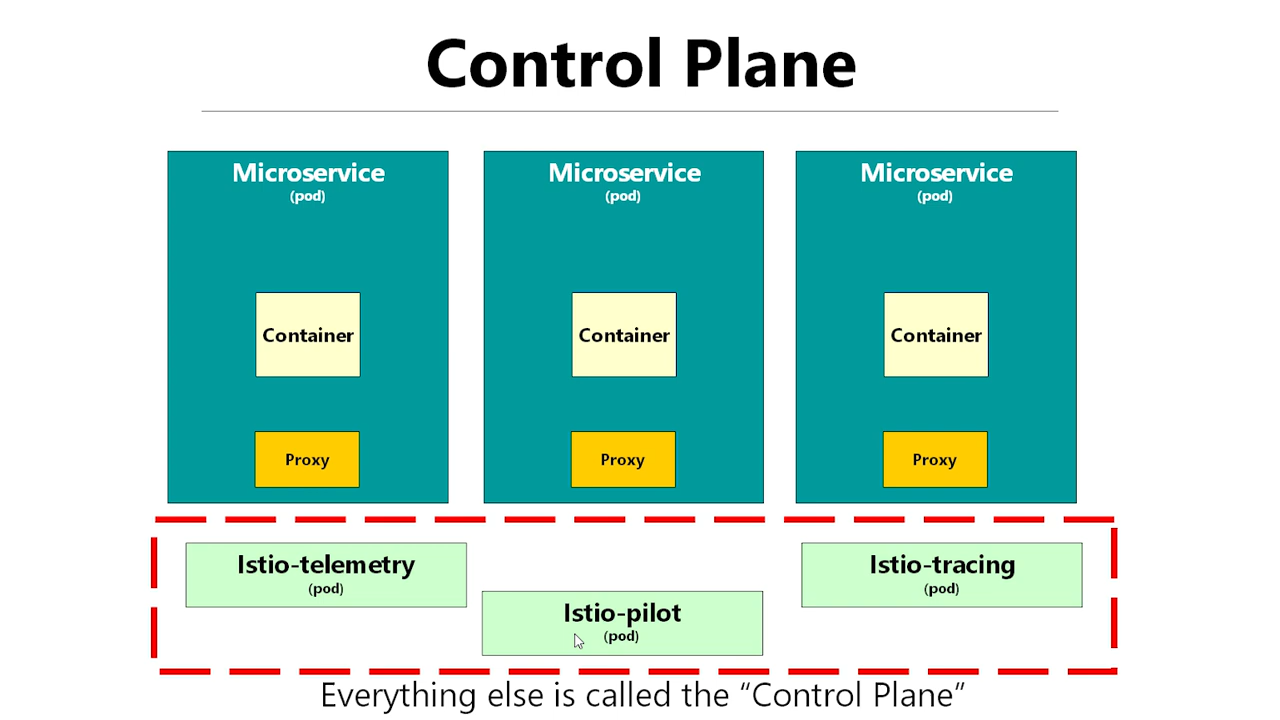 Control Plane
Microservice
(pod)
Container
Proxy
Microservice
(pod)
Container
Proxy
Microservice
(pod)
Container
Proxy
Istio-telemetry
(pod)
Istio-pilot
(pod)
Istio-tracing
(pod)
Everything else is called the “Control Plane”